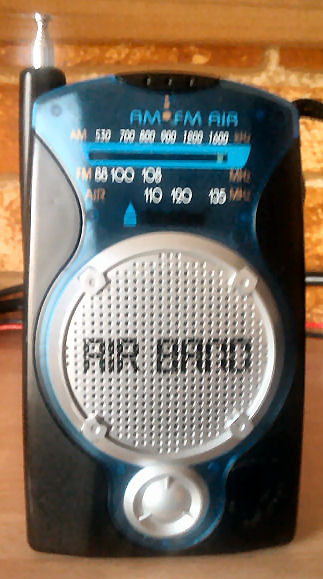 AM FM AIR
AM 530 700 800 900 1200 1600 kHz
FM 88 100 108 MHz
AIR 110 120 135 MHz
AIR BAND